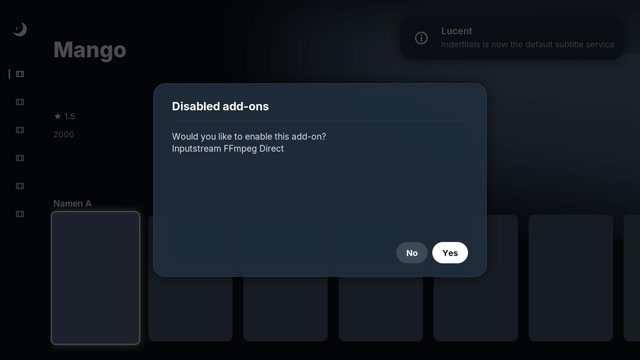 Lucent
Indertitels is now the default subtitle service
Mango
★ 1.5
2000
Disabled add-ons
Would you like to enable this add-on?
Inputstream FFmpeg Direct
No
Yes
Namen A